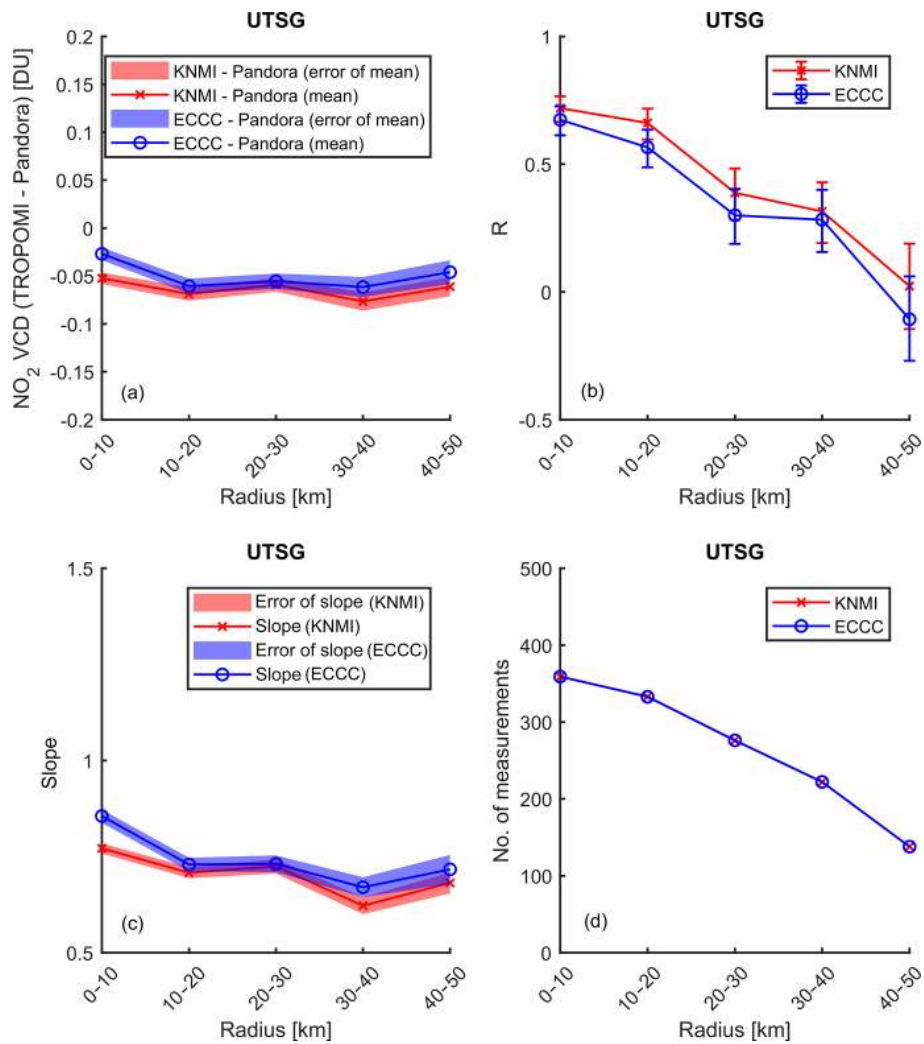 UTSG
NO2 VCD (TROPOMI - Pandora) [DU]
0.2
0.15
0.1
0.05
0
-0.05
-0.1
-0.15
-0.2
KNMI - Pandora (error of mean)
KNMI - Pandora (mean)
ECCC - Pandora (error of mean)
ECCC - Pandora (mean)
(a)
0-10
10-20
20-30
30-40
40-50
Radius [km]
UTSG
R
1
0.5
0
-0.5
KNMI
ECCC
(b)
0-10
10-20
20-30
30-40
40-50
Radius [km]
UTSG
Slope
1.5
1
0.5
Error of slope (KNMI)
Slope (KNMI)
Error of slope (ECCC)
Slope (ECCC)
(c)
0-10
10-20
20-30
30-40
40-50
Radius [km]
UTSG
No. of measurements
500
400
300
200
100
0
KNMI
ECCC
(d)
0-10
10-20
20-30
30-40
40-50
Radius [km]